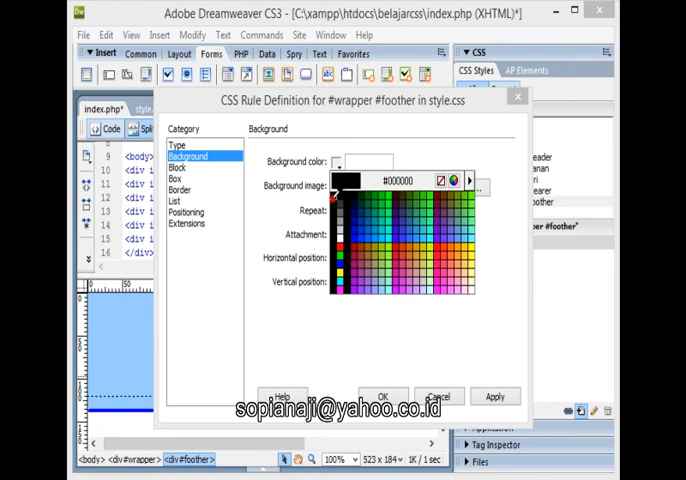 Adobe Dreamweaver CS3 - [C:\xampp\htdocs\belajarcss\index.php (XHTML)*]
File Edit View Insert Modify Text Commands Site Window Help
Insert Common Layout Forms PHP Data Spry Text Favorites
CSS
CSS Styles AP Elements
index.php* style.
Code Split
CSS Rule Definition for #wrapper #foother in style.css
Category Background
Type
Background
Block
Box
Border
List
Positioning
Extensions
Background color:
#000000
Background image:
Repeat:
Attachment:
Horizontal position:
Vertical position:
9 <body>
10 <div i
11 <div i
12 <div i
13 <div i
14 <div i
15 <div i
16 </div>
0 50
Help OK Cancel Apply
sopianaji@yahoo.co.id
Tag Inspector
Files
<body> <div#wrapper> <div#foother> 100% 523 x 184 1K / 1 sec